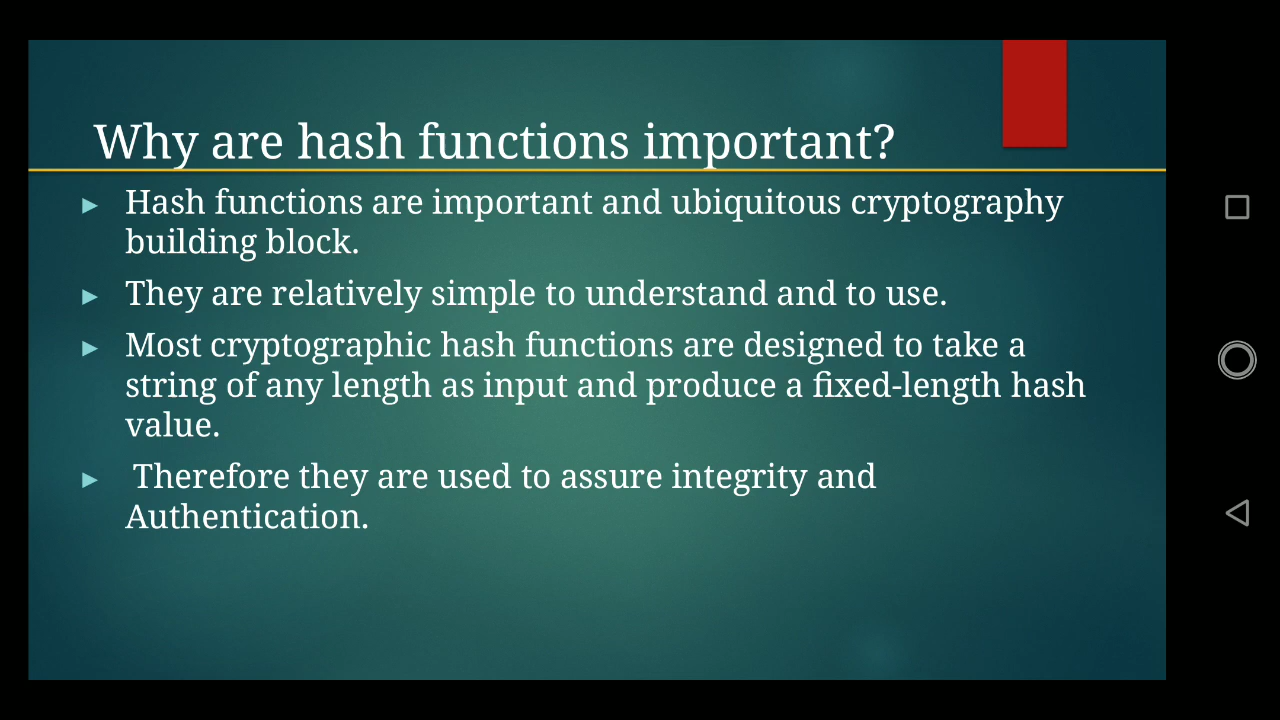 Why are hash functions important?
Hash functions are important and ubiquitous cryptography
building block.
They are relatively simple to understand and to use.
Most cryptographic hash functions are designed to take a
string of any length as input and produce a fixed-length hash
value.
Therefore they are used to assure integrity and
Authentication.